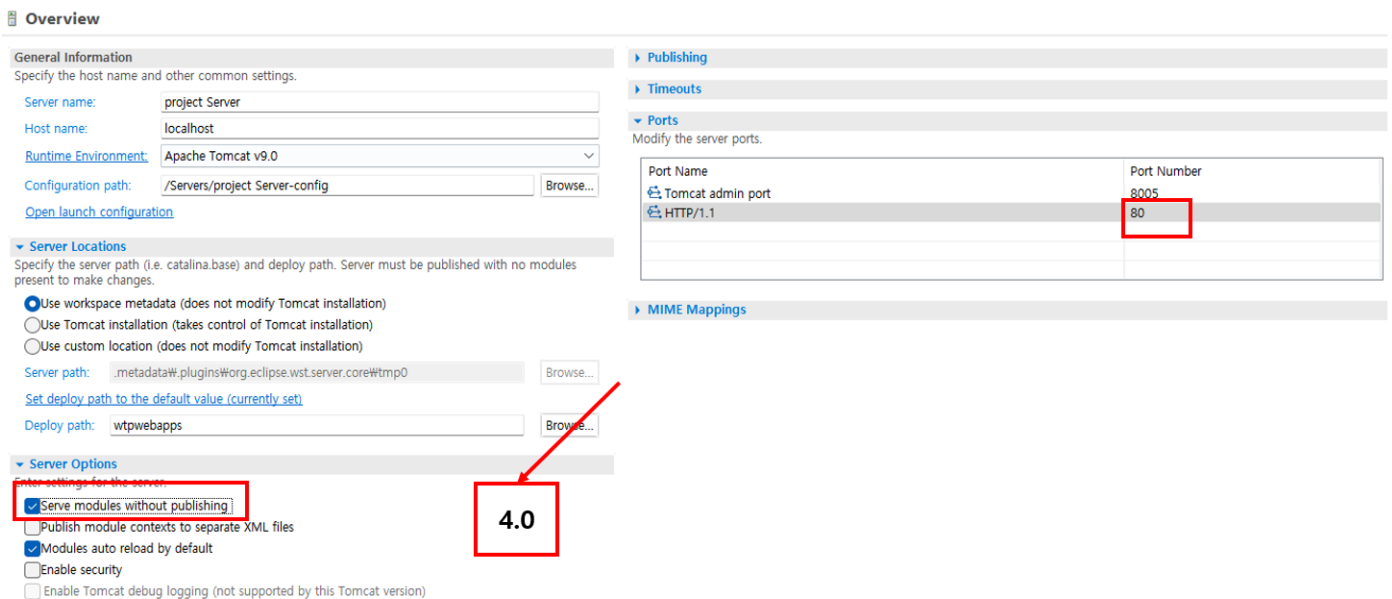 Overview
General Information
Specify the host name and other common settings.
Server name: project Server
Host name: localhost
Runtime Environment: Apache Tomcat v9.0
Configuration path: /Servers/project Server-config Browse...
Open launch configuration
Server Locations
Specify the server path (i.e. catalina.base) and deploy path. Server must be published with no modules
present to make changes.
Use workspace metadata (does not modify Tomcat installation)
Use Tomcat installation (takes control of Tomcat installation)
Use custom location (does not modify Tomcat installation)
Server path: .metadata₩.plugins₩org.eclipse.wst.server.core₩tmp0 Browse...
Set deploy path to the default value (currently set)
Deploy path: wtpwebapps Browse...
Server Options
Enter settings for the server.
Serve modules without publishing
Publish module contexts to separate XML files
Modules auto reload by default
Enable security
Enable Tomcat debug logging (not supported by this Tomcat version)
4.0
Publishing
Timeouts
Ports
Modify the server ports.
Port Name Port Number
Tomcat admin port 8005
HTTP/1.1 80
MIME Mappings